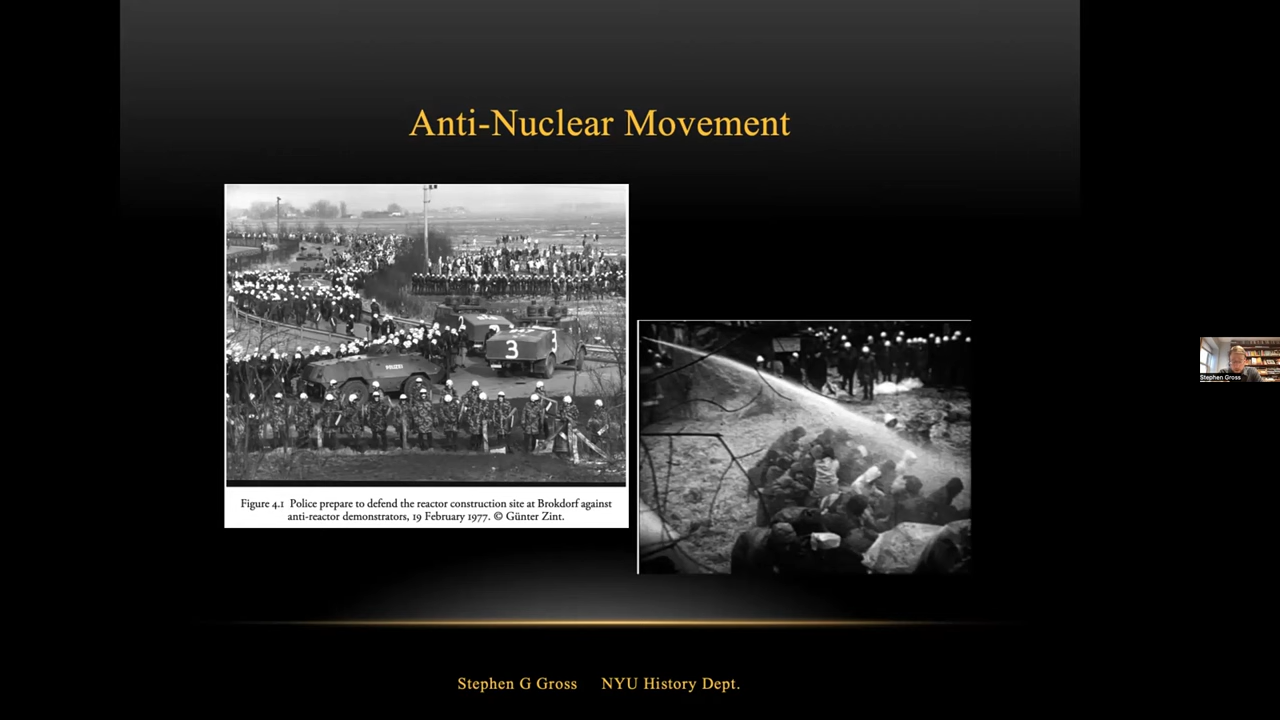 Anti-Nuclear Movement
3
POLIZEI
Figure 4.1 Police prepare to defend the reactor construction site at Brokdorf against
anti-reactor demonstrators, 19 February 1977. © Günter Zint.
Stephen Gross
Stephen G Gross NYU History Dept.